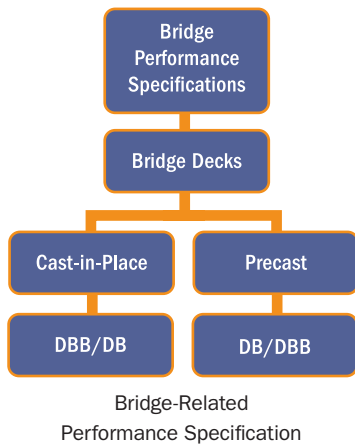 Bridge
Performance
Specifications
Bridge Decks
Cast-in-Place
Precast
DBB/DB
DB/DBB
Bridge-Related
Performance Specification